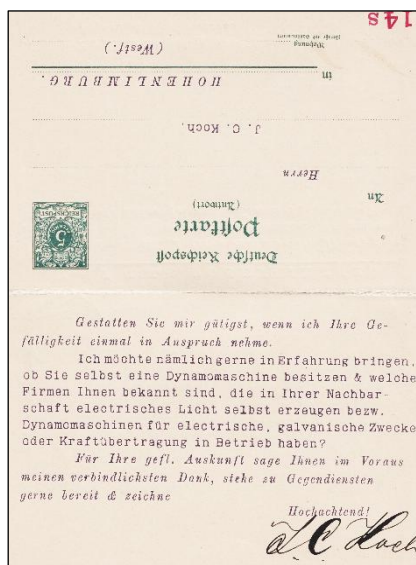 Deutsche Reichspost
Postkarte
(Antwort)
5
REICHSPOST
An
Herrn
J. C. Koch,
in HOHENLIMBURG.
Wohnung (Westf.)
Gestatten Sie mir gütigst, wenn ich Ihre Ge-
fälligkeit einmal in Anspruch nehme.
Ich möchte nämlich gerne in Erfahrung bringen,
ob Sie selbst eine Dynamomaschine besitzen & welche
Firmen Ihnen bekannt sind, die in Ihrer Nachbar-
schaft electrisches Licht selbst erzeugen bezw.
Dynamomaschinen für electrische, galvanische Zwecke
oder Kraftübertragung in Betrieb haben?
Für Ihre gefl. Auskunft sage Ihnen im Voraus
meinen verbindlichsten Dank, stehe zu Gegendiensten
gerne bereit & zeichne
Hochachtend!
J C Koch